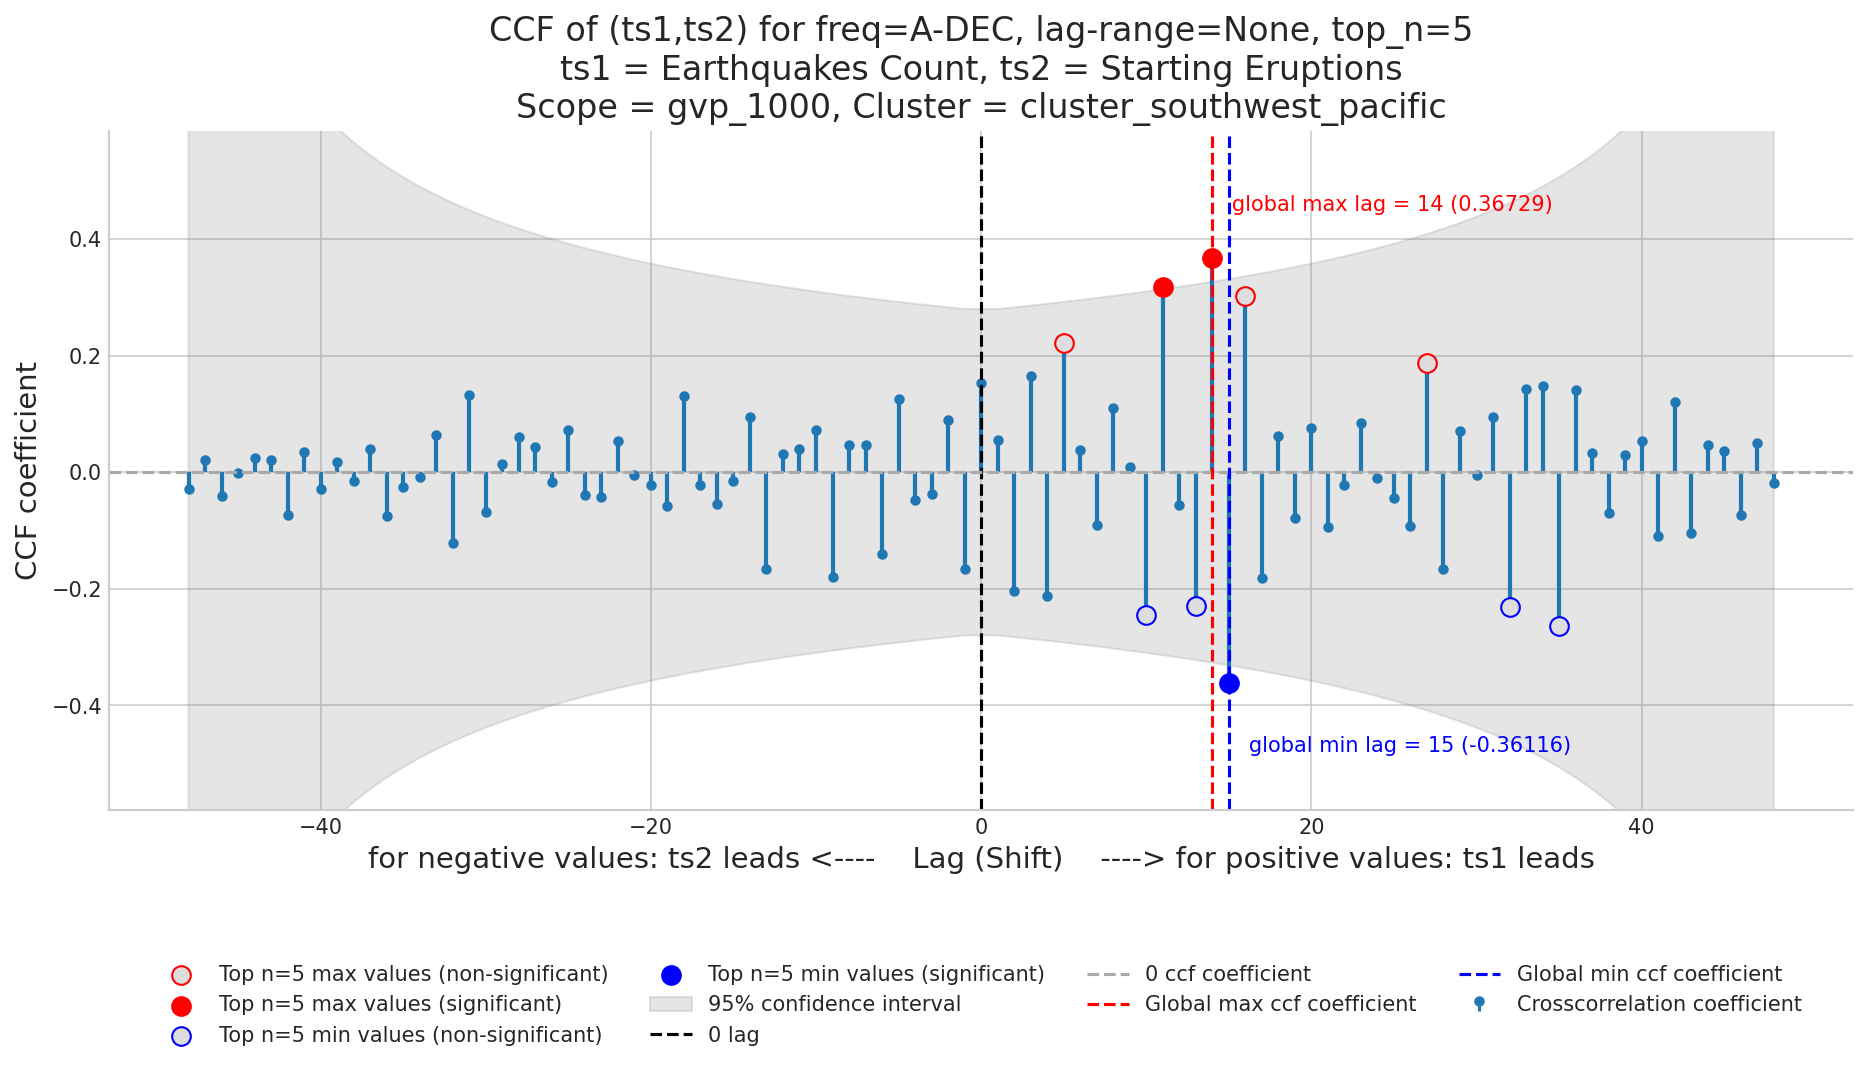 CCF of (ts1,ts2) for freq=A-DEC, lag-range=None, top_n=5
ts1 = Earthquakes Count, ts2 = Starting Eruptions
Scope = gvp_1000, Cluster = cluster_southwest_pacific
global max lag = 14 (0.36729)
global min lag = 15 (-0.36116)
CCF coefficient
0.4
0.2
0.0
−0.2
−0.4
−40
−20
0
20
40
for negative values: ts2 leads <---- Lag (Shift) ----> for positive values: ts1 leads
Top n=5 max values (non-significant)
Top n=5 max values (significant)
Top n=5 min values (non-significant)
Top n=5 min values (significant)
95% confidence interval
0 lag
0 ccf coefficient
Global max ccf coefficient
Global min ccf coefficient
Crosscorrelation coefficient